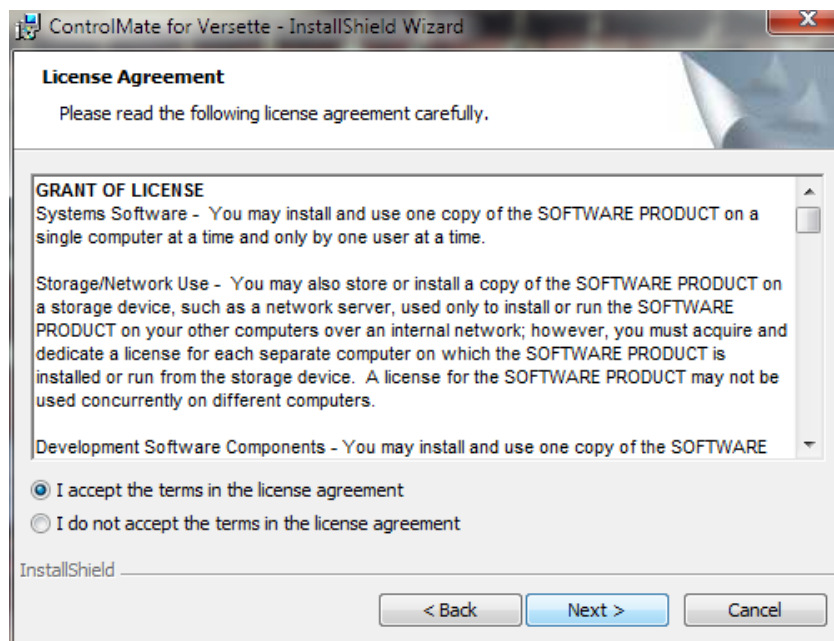 ControlMate for Versette - InstallShield Wizard
License Agreement
Please read the following license agreement carefully.
GRANT OF LICENSE
Systems Software -  You may install and use one copy of the SOFTWARE PRODUCT on a
single computer at a time and only by one user at a time.
Storage/Network Use -  You may also store or install a copy of the SOFTWARE PRODUCT on
a storage device, such as a network server, used only to install or run the SOFTWARE
PRODUCT on your other computers over an internal network; however, you must acquire and
dedicate a license for each separate computer on which the SOFTWARE PRODUCT is
installed or run from the storage device.  A license for the SOFTWARE PRODUCT may not be
used concurrently on different computers.
Development Software Components - You may install and use one copy of the SOFTWARE
I accept the terms in the license agreement
I do not accept the terms in the license agreement
InstallShield
< Back
Next >
Cancel